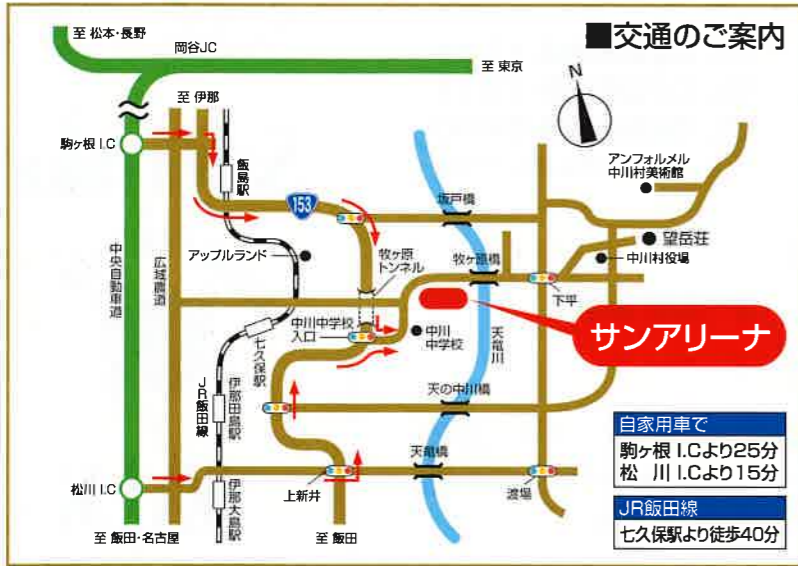 ■交通のご案内
至 松本・長野
岡谷JC
至 東京
N
至 伊那
駒ヶ根 I.C
飯島駅
153
坂戸橋
アンフォルメル
中川村美術館
望岳荘
中川村役場
中央自動車道
広域農道
アップルランド
牧ヶ原
トンネル
牧ヶ原橋
下平
サンアリーナ
中川中学校
入口
中川
中学校
天竜川
七久保駅
JR飯田線
伊那田島駅
天の中川橋
天竜橋
松川 I.C
伊那大島駅
上新井
渡場
至 飯田・名古屋
至 飯田
自家用車で
駒ヶ根 I.Cより25分
松 川 I.Cより15分
JR飯田線
七久保駅より徒歩40分